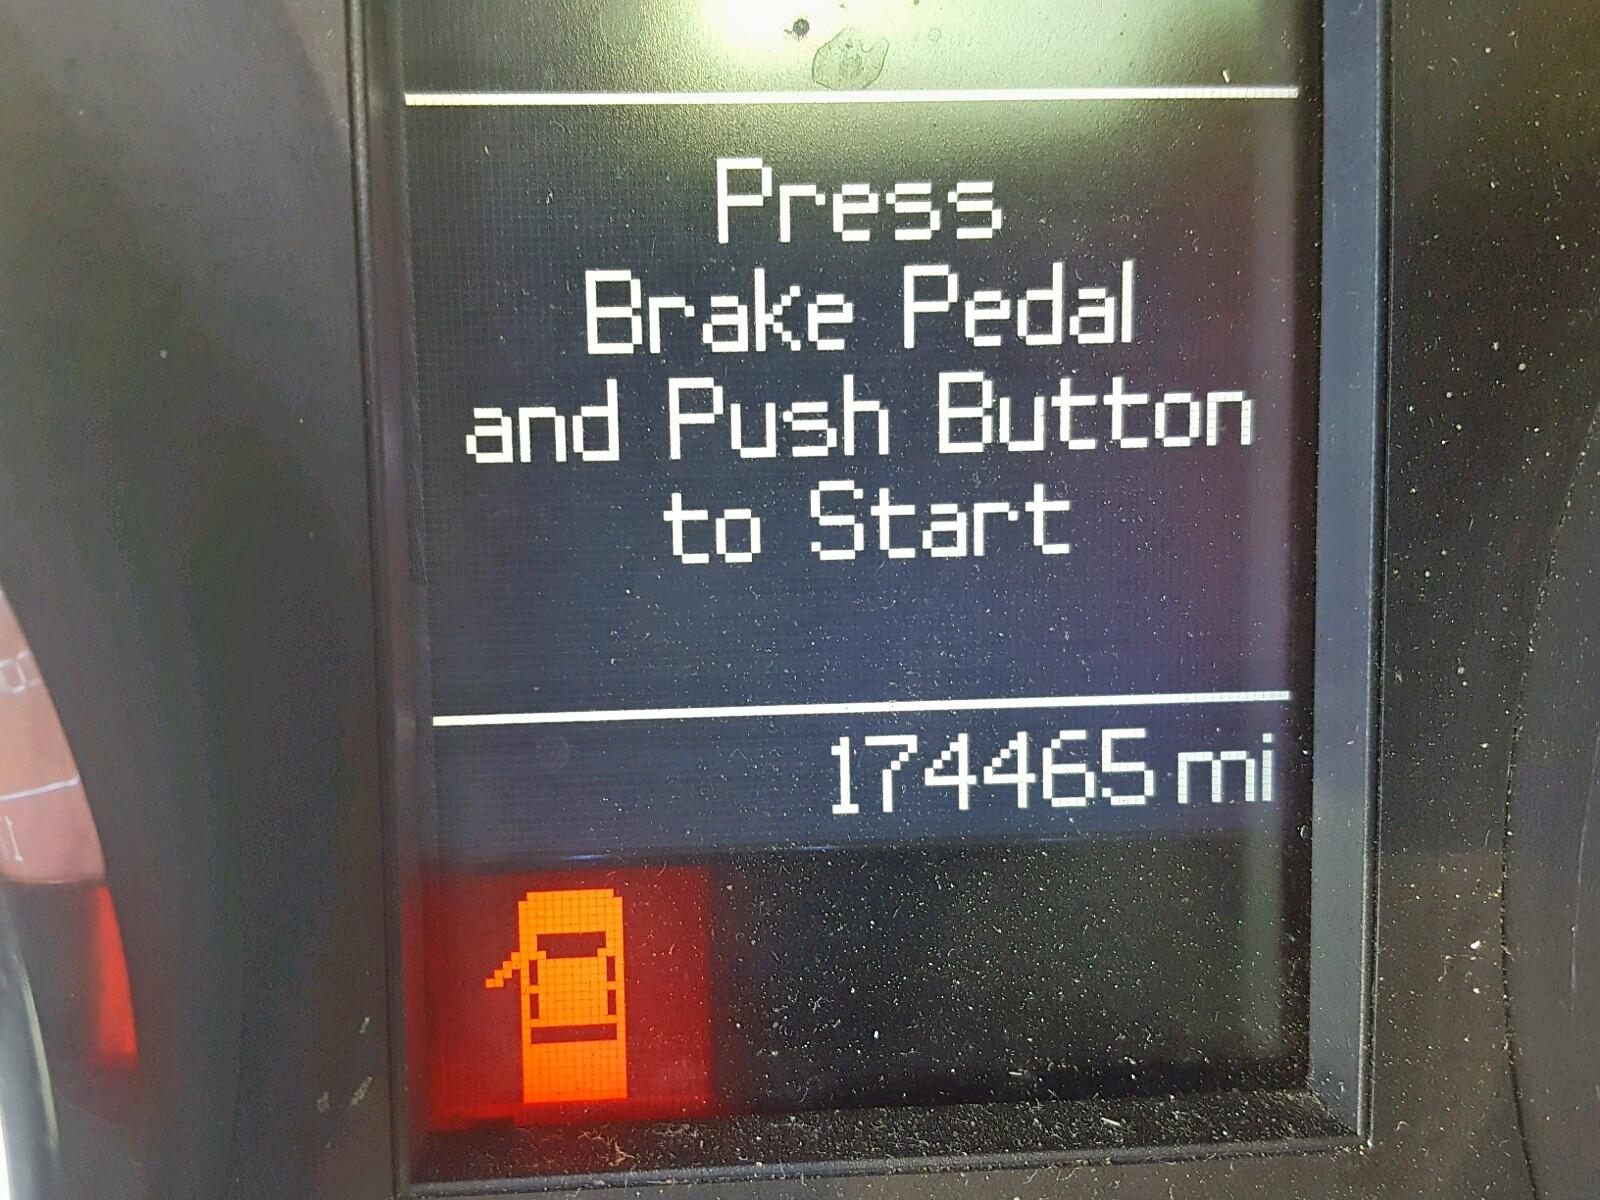 Press
Brake Pedal
and Push Button
to Start
174465 mi